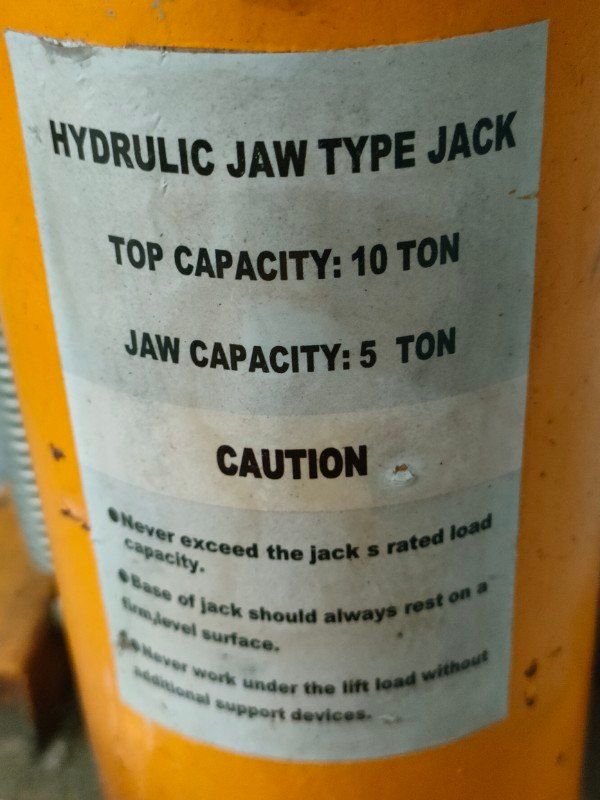 HYDRULIC JAW TYPE JACK
TOP CAPACITY: 10 TON
JAW CAPACITY: 5 TON
CAUTION
●Never exceed the jack s rated load
capacity.
●Base of jack should always rest on a
firm,level surface.
●Never work under the lift load without
additional support devices.